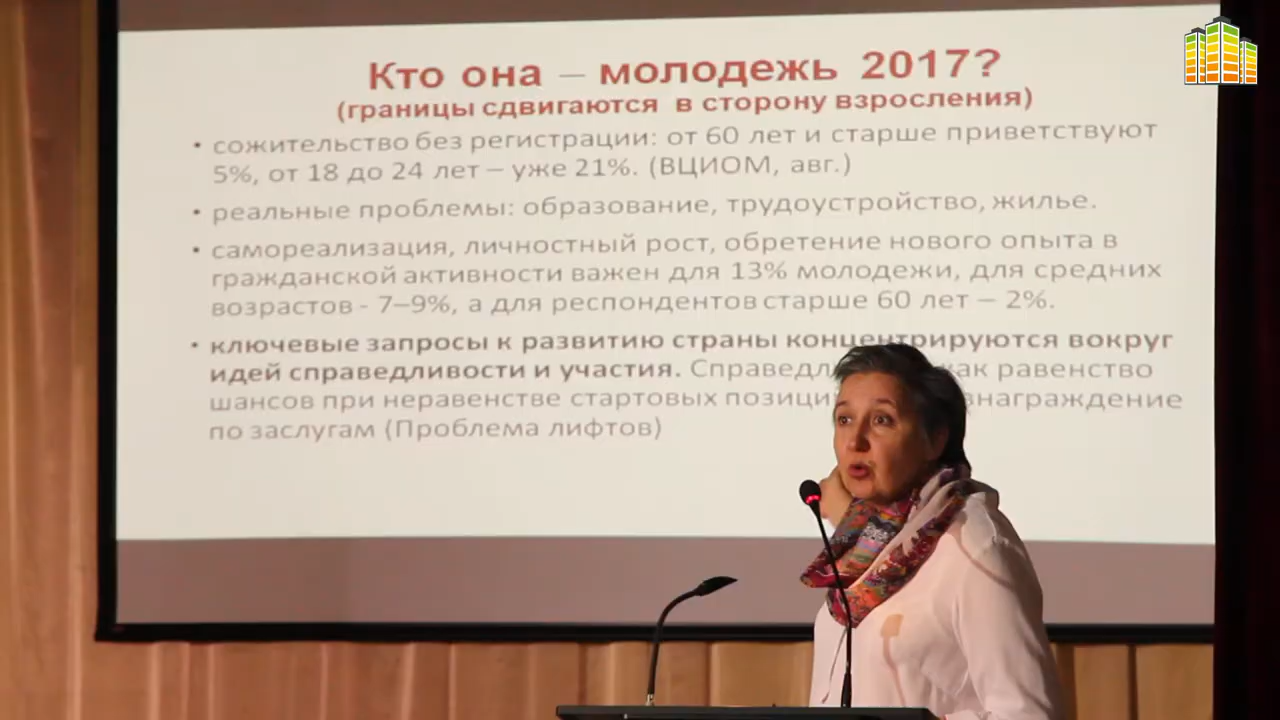 Кто она – молодежь 2017?
(границы сдвигаются в сторону взросления)
• сожительство без регистрации: от 60 лет и старше приветствуют
5%, от 18 до 24 лет – уже 21%. (ВЦИОМ, авг.)
• реальные проблемы: образование, трудоустройство, жилье.
• самореализация, личностный рост, обретение нового опыта в
гражданской активности важен для 13% молодежи, для средних
возрастов - 7–9%, а для респондентов старше 60 лет – 2%.
• ключевые запросы к развитию страны концентрируются вокруг
идей справедливости и участия. как равенство
шансов при неравенстве стартовых
по заслугам (Проблема лифтов)